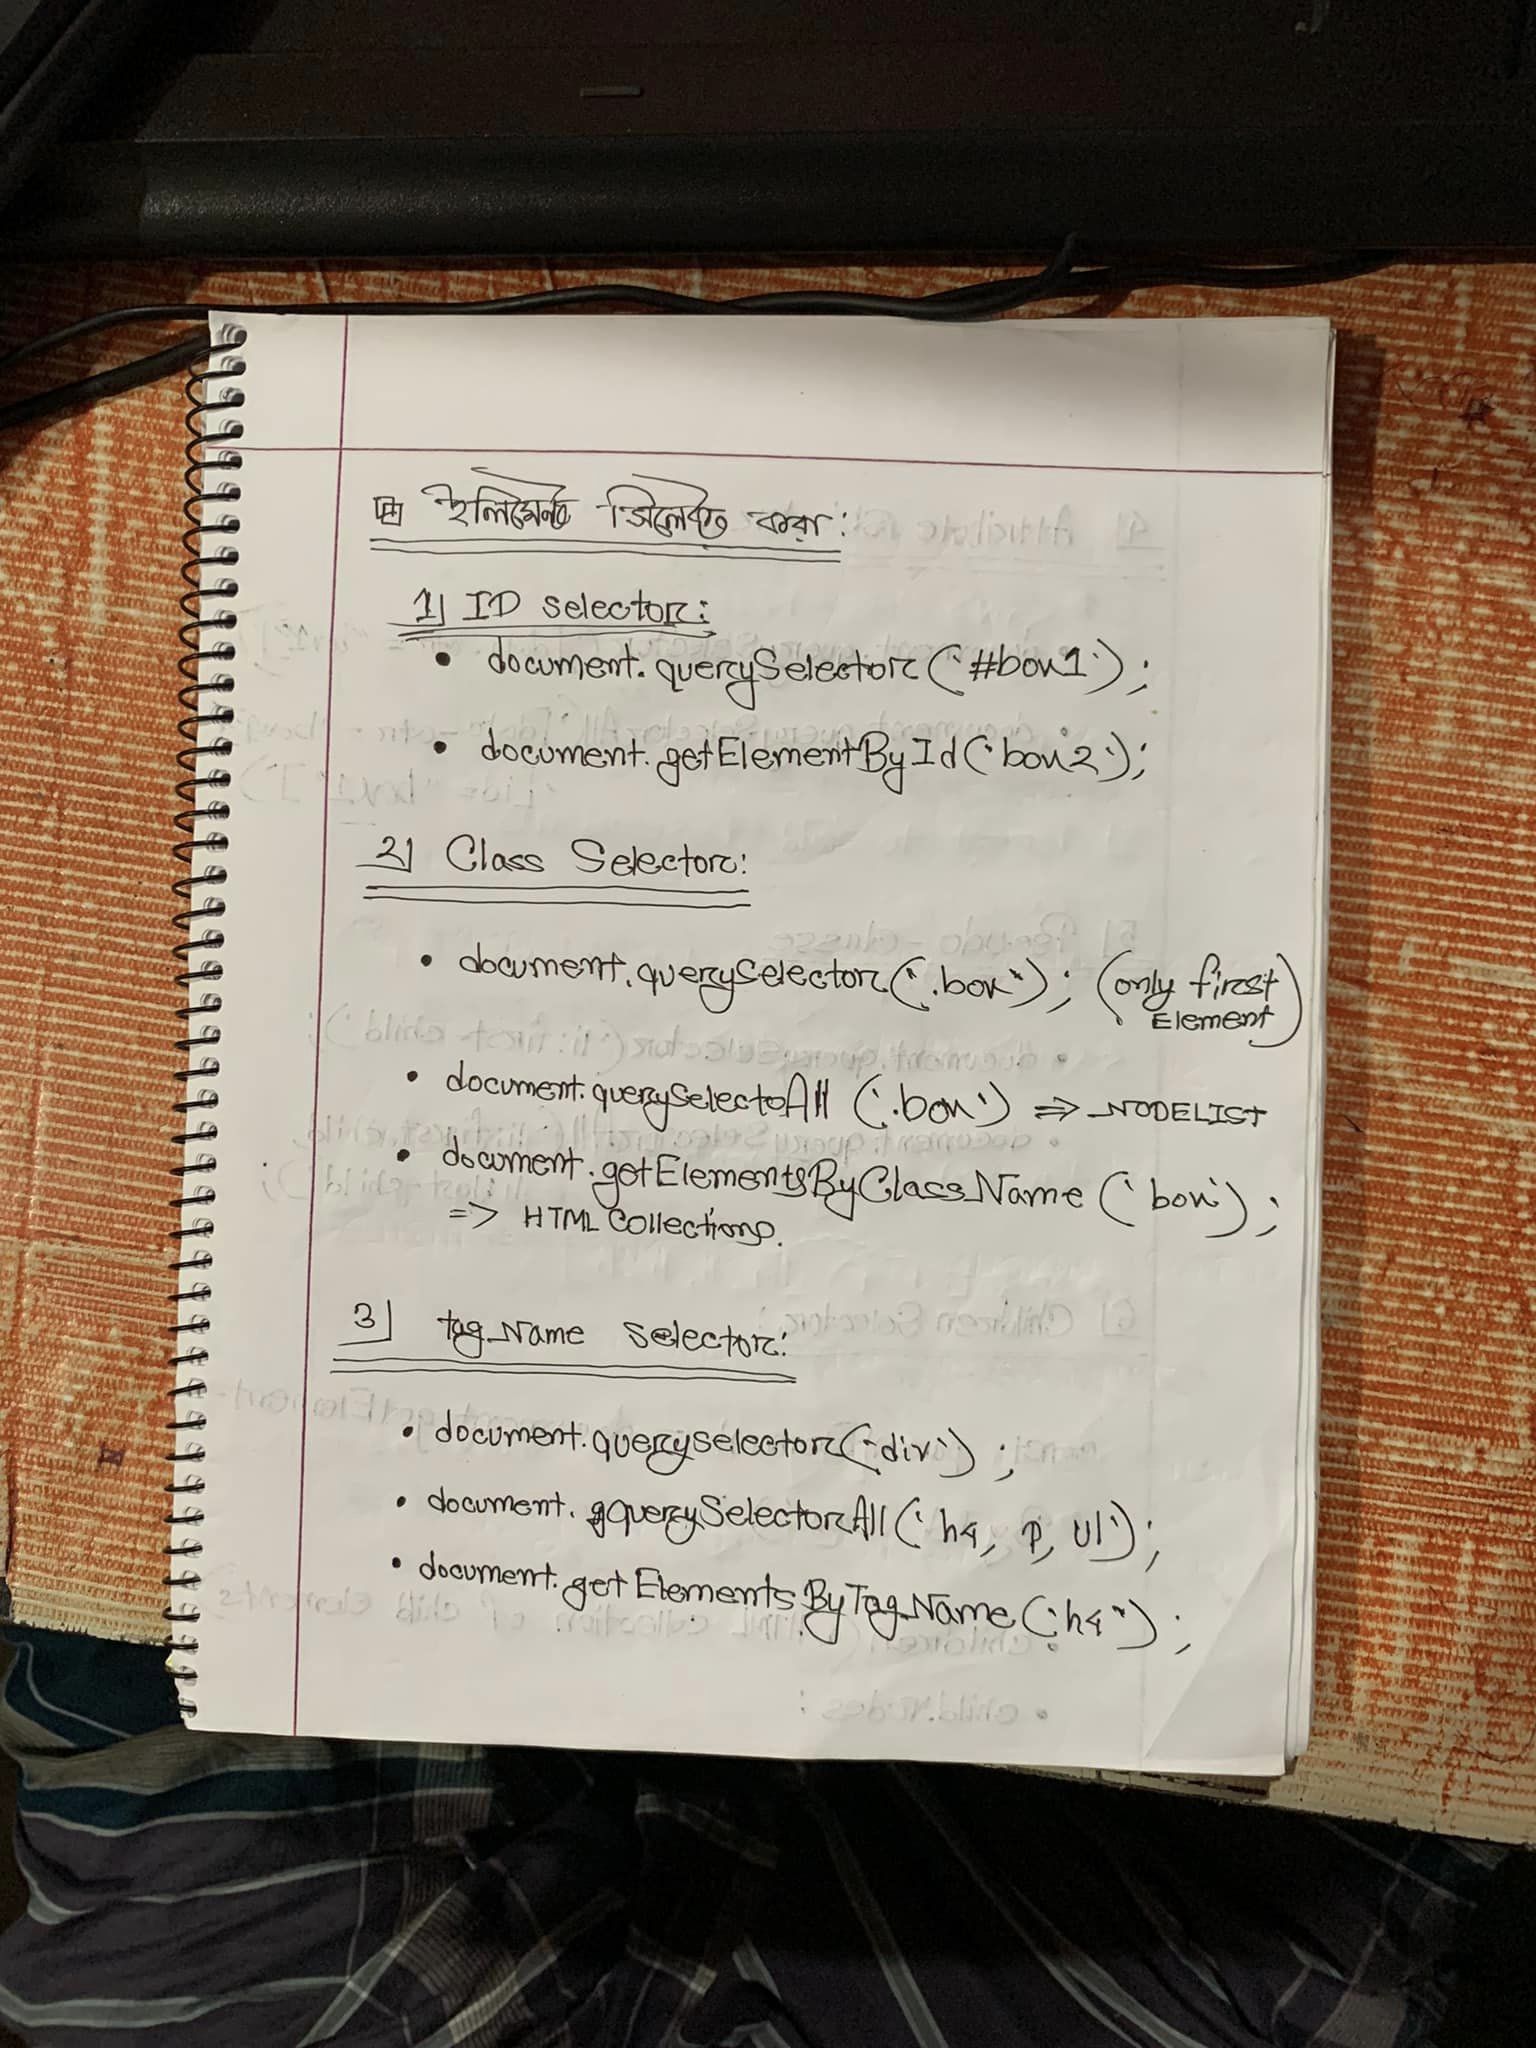 ইলিমেন্ট সিলেক্ট করা:
1] ID selector:
• document.querySelector('#box1');
• document.getElementById('box2');
2] Class Selector:
• document.queryselector('.box"); (only first
Element)
• document.querySelectoAll ('.box') => NODELIST
• document.getElementsByClassName ('box');
=> HTML Collections.
3] tagName selector:
• document.queryselector('div');
• document.querySelectorAll('h4, p, ul');
• document.getElementsByTagName('h4");